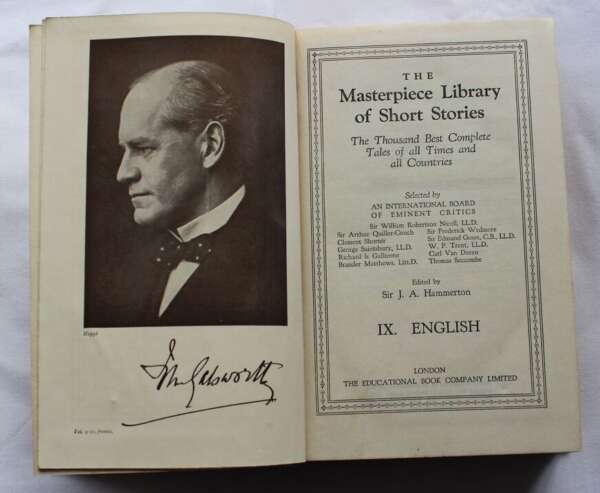 Hoppé
John Galsworthy
THE
Masterpiece Library
of Short Stories
The Thousand Best Complete
Tales of all Times and
all Countries
Selected by
AN INTERNATIONAL BOARD
OF EMINENT CRITICS
Sir William Robertson Nicoll, LL.D.
Sir Arthur Quiller-Couch
Sir Frederick Wedmore
Clement Shorter
Sir Edmund Gosse, C.B., LL.D.
George Saintsbury, LL.D.
W. P. Trent, LL.D.
Richard le Gallienne
Carl Van Doren
Brander Matthews, Litt.D.
Thomas Seccombe
Edited by
Sir J. A. Hammerton
IX. ENGLISH
LONDON
THE EDUCATIONAL BOOK COMPANY LIMITED